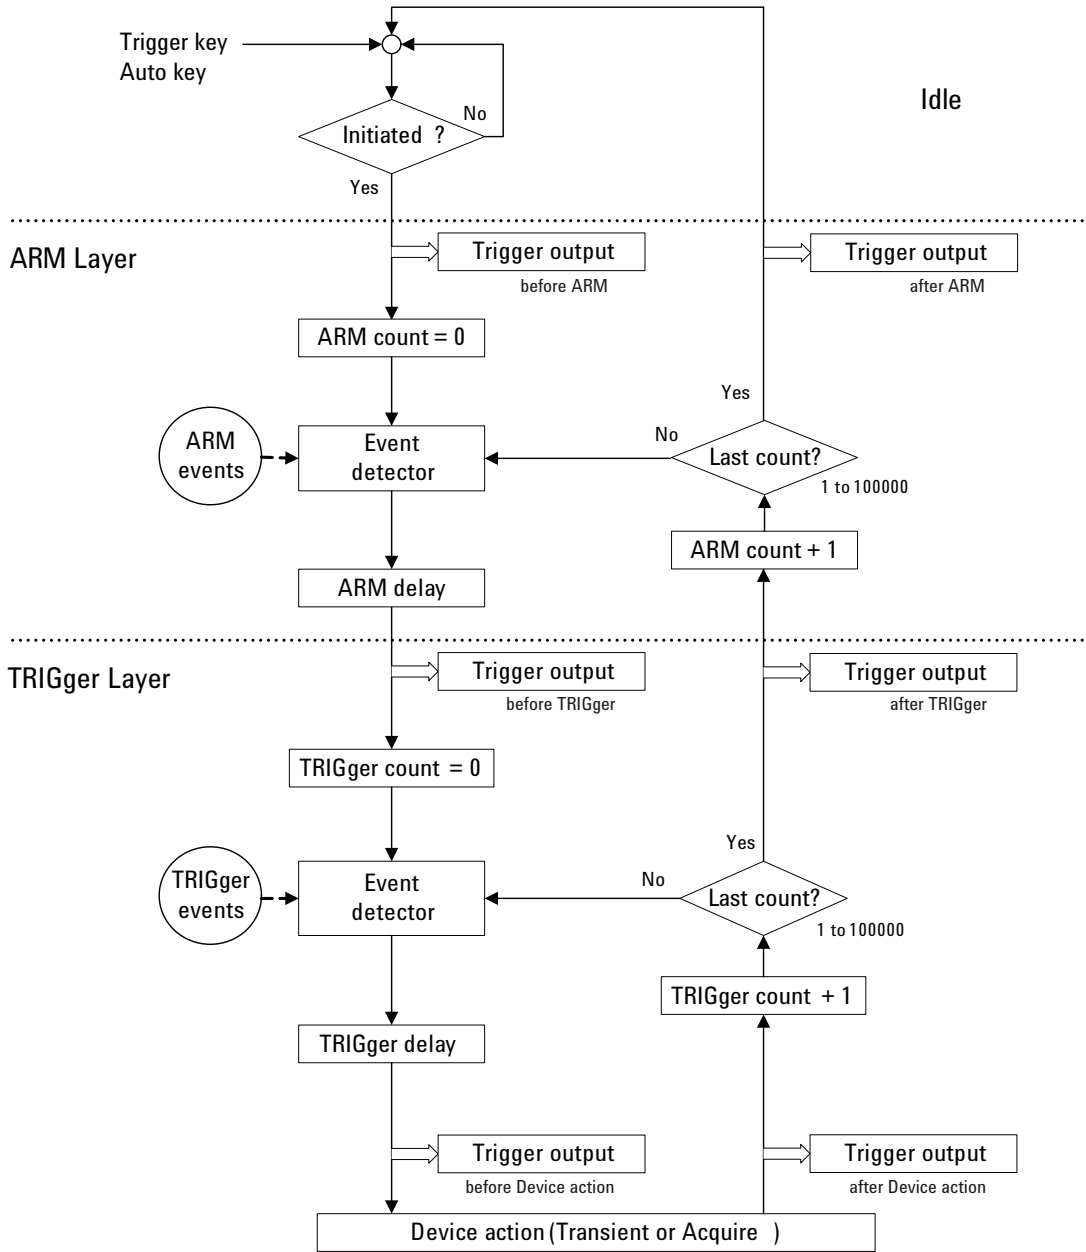 Trigger key
Auto key
Idle
No
Initiated ?
Yes
ARM Layer
Trigger output
before ARM
Trigger output
after ARM
ARM count = 0
Yes
ARM
events
Event
detector
No
Last count?
1 to 100000
ARM count + 1
ARM delay
TRIGger Layer
Trigger output
before TRIGger
Trigger output
after TRIGger
TRIGger count = 0
Yes
TRIGger
events
Event
detector
No
Last count?
1 to 100000
TRIGger count + 1
TRIGger delay
Trigger output
before Device action
Trigger output
after Device action
Device action (Transient or Acquire )